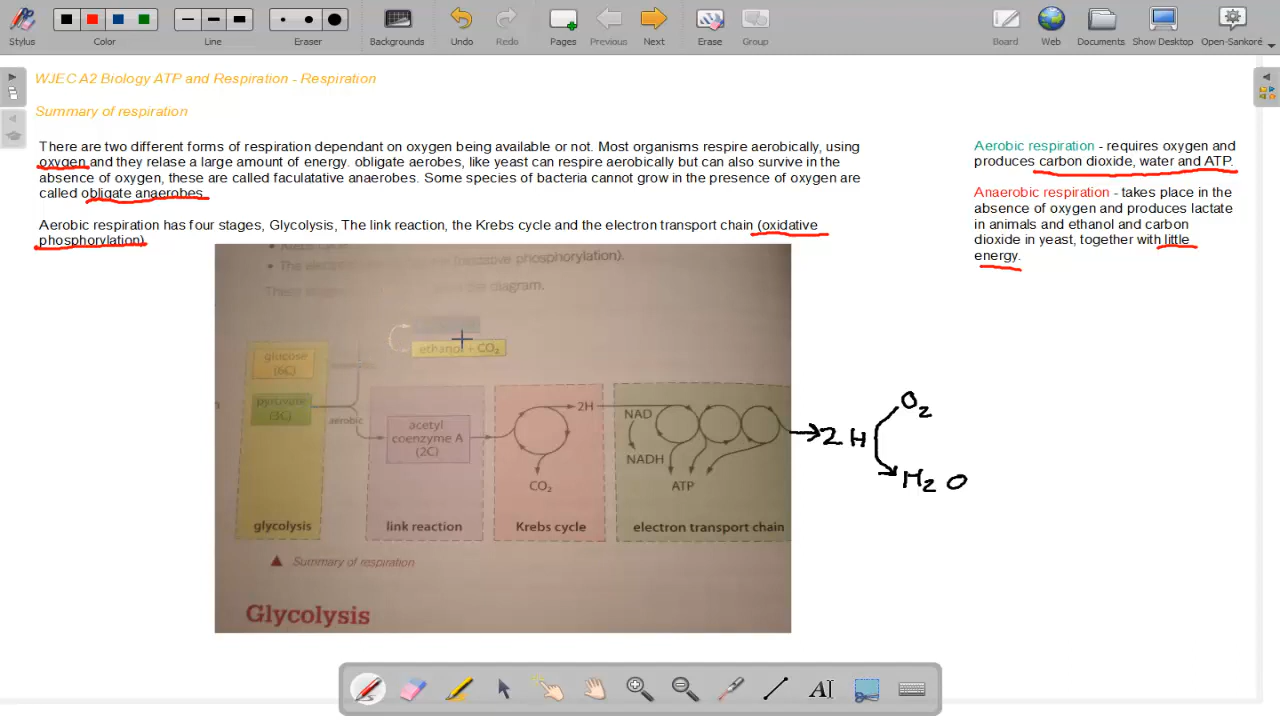 Stylus
Color
Line
Eraser
Backgrounds
Undo
Redo
Pages
Previous
Next
Erase
Group
Board
Web
Documents
Show Desktop
Open-Sankoré
WJEC A2 Biology ATP and Respiration - Respiration
Summary of respiration
There are two different forms of respiration dependant on oxygen being available or not. Most organisms respire aerobically, using
oxygen and they relase a large amount of energy. obligate aerobes, like yeast can respire aerobically but can also survive in the
absence of oxygen, these are called faculatative anaerobes. Some species of bacteria cannot grow in the presence of oxygen are
called obligate anaerobes.
Aerobic respiration has four stages, Glycolysis, The link reaction, the Krebs cycle and the electron transport chain (oxidative
phosphorylation)
Aerobic respiration - requires oxygen and
produces carbon dioxide, water and ATP.
Anaerobic respiration - takes place in the
absence of oxygen and produces lactate
in animals and ethanol and carbon
dioxide in yeast, together with little
energy.
phosphorylation).
the diagram.
ethanol + CO₂
glucose
(6C)
pyruvate
(3C)
aerobic
acetyl
coenzyme A
(2C)
2H
CO₂
NAD
NADH
ATP
2H
O₂
H₂O
glycolysis
link reaction
Krebs cycle
electron transport chain
▲ Summary of respiration
Glycolysis